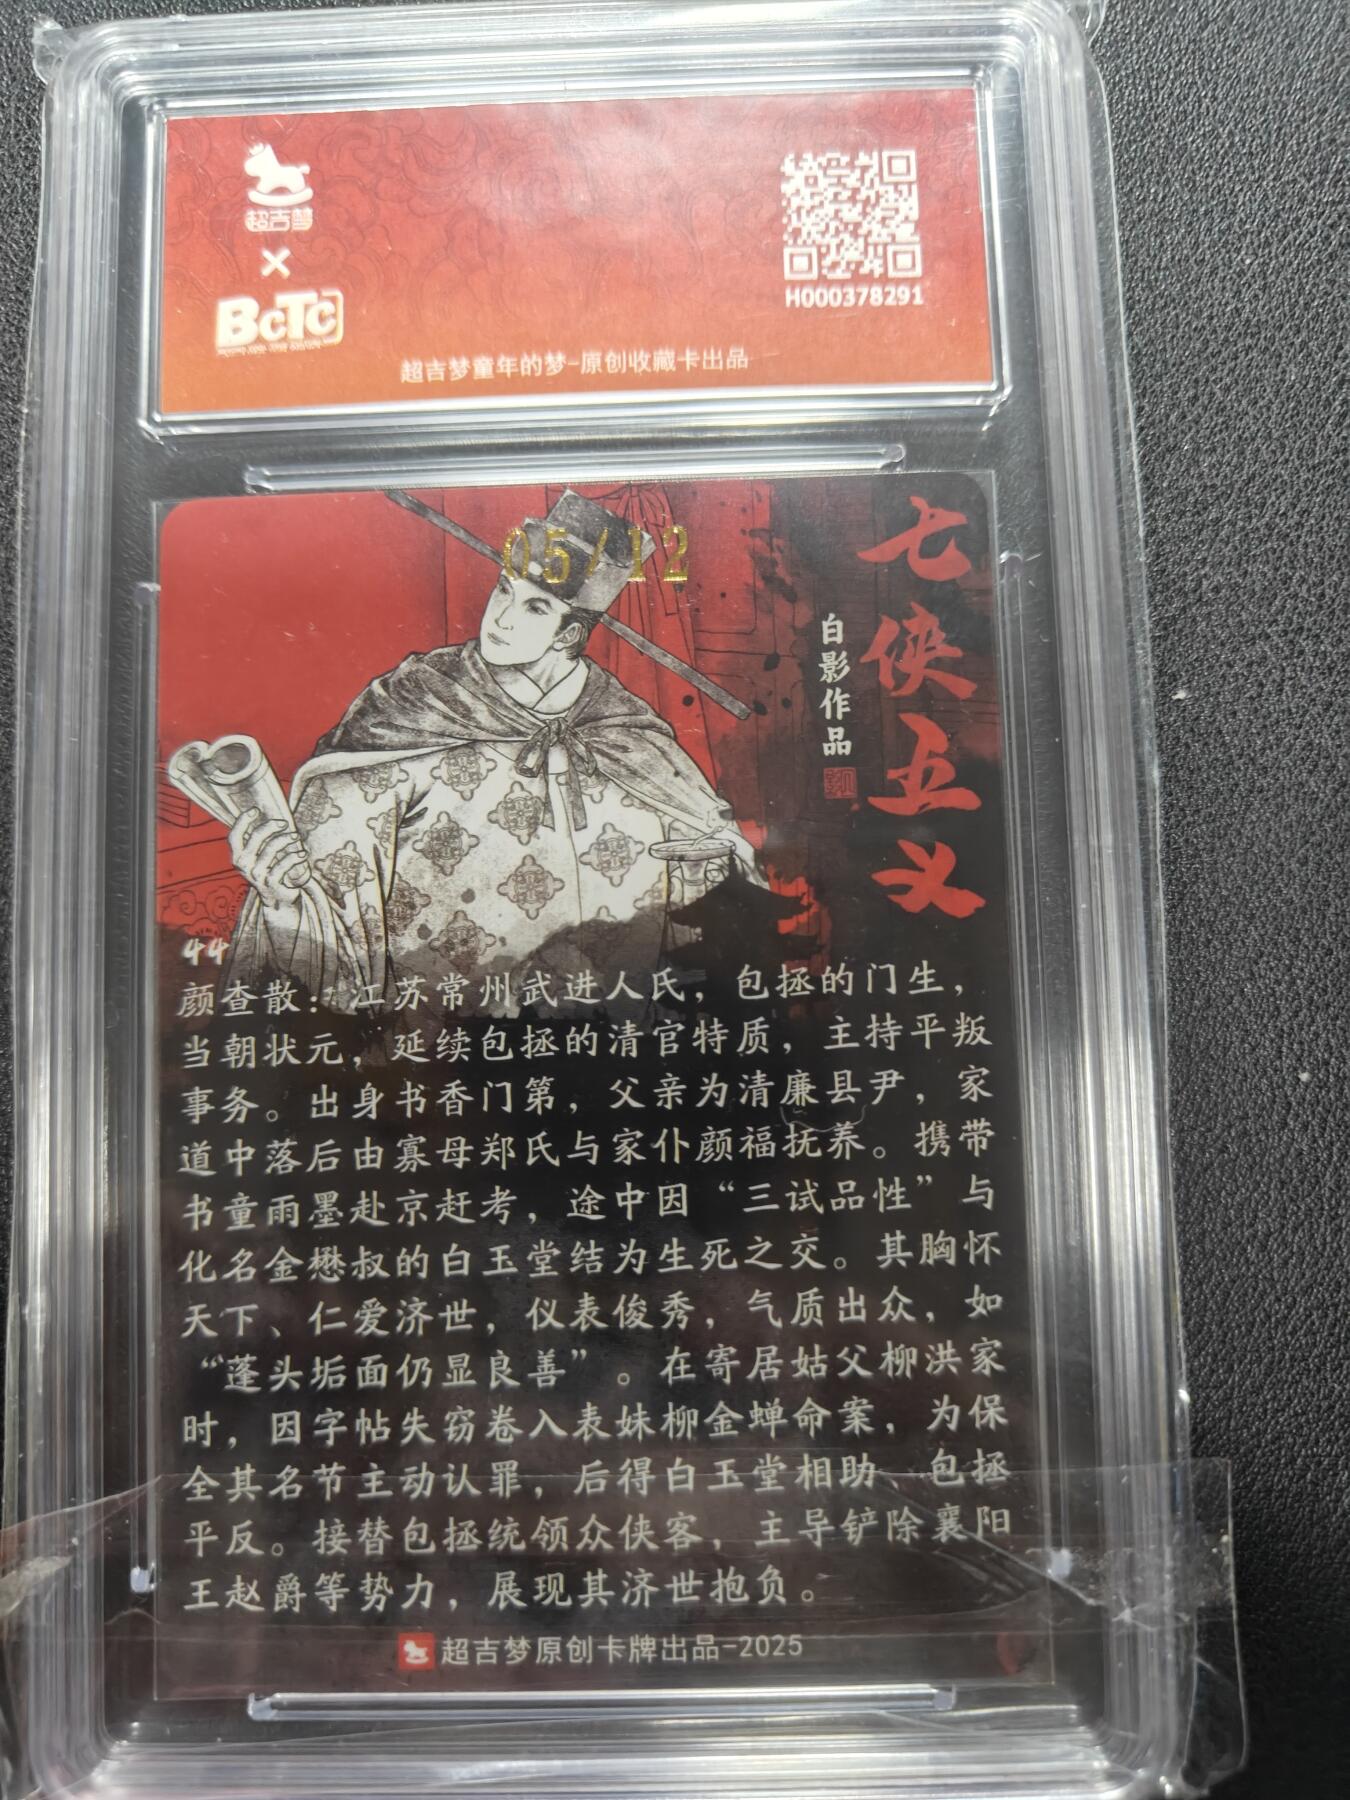 超吉梦
×
BCTC
H000378291
超吉梦童年的梦-原创收藏卡出品
05/12
七侠五义
白影作品
颜查散：江苏常州武进人氏，包拯的门生，
当朝状元，延续包拯的清官特质，主持平叛
事务。出身书香门第，父亲为清廉县尹，家
道中落后由寡母郑氏与家仆颜福抚养。携带
书童雨墨赴京赶考，途中因“三试品性”与
化名金懋叔的白玉堂结为生死之交。其胸怀
天下、仁爱济世，仪表俊秀，气质出众，如
“蓬头垢面仍显良善”。在寄居姑父柳洪家
时，因字帖失窃卷入表妹柳金蝉命案，为保
全其名节主动认罪，后得白玉堂相助 包拯
平反。接替包拯统领众侠客，主导铲除襄阳
王赵爵等势力，展现其济世抱负。
超吉梦原创卡牌出品-2025